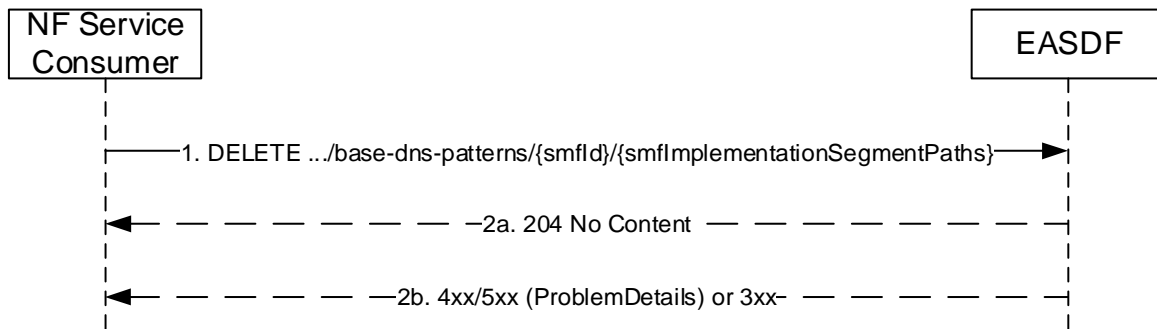 NF Service
Consumer
EASDF
1. DELETE .../base-dns-patterns/{smfId}/{smfImplementationSegmentPaths}
2a. 204 No Content
2b. 4xx/5xx (ProblemDetails) or 3xx